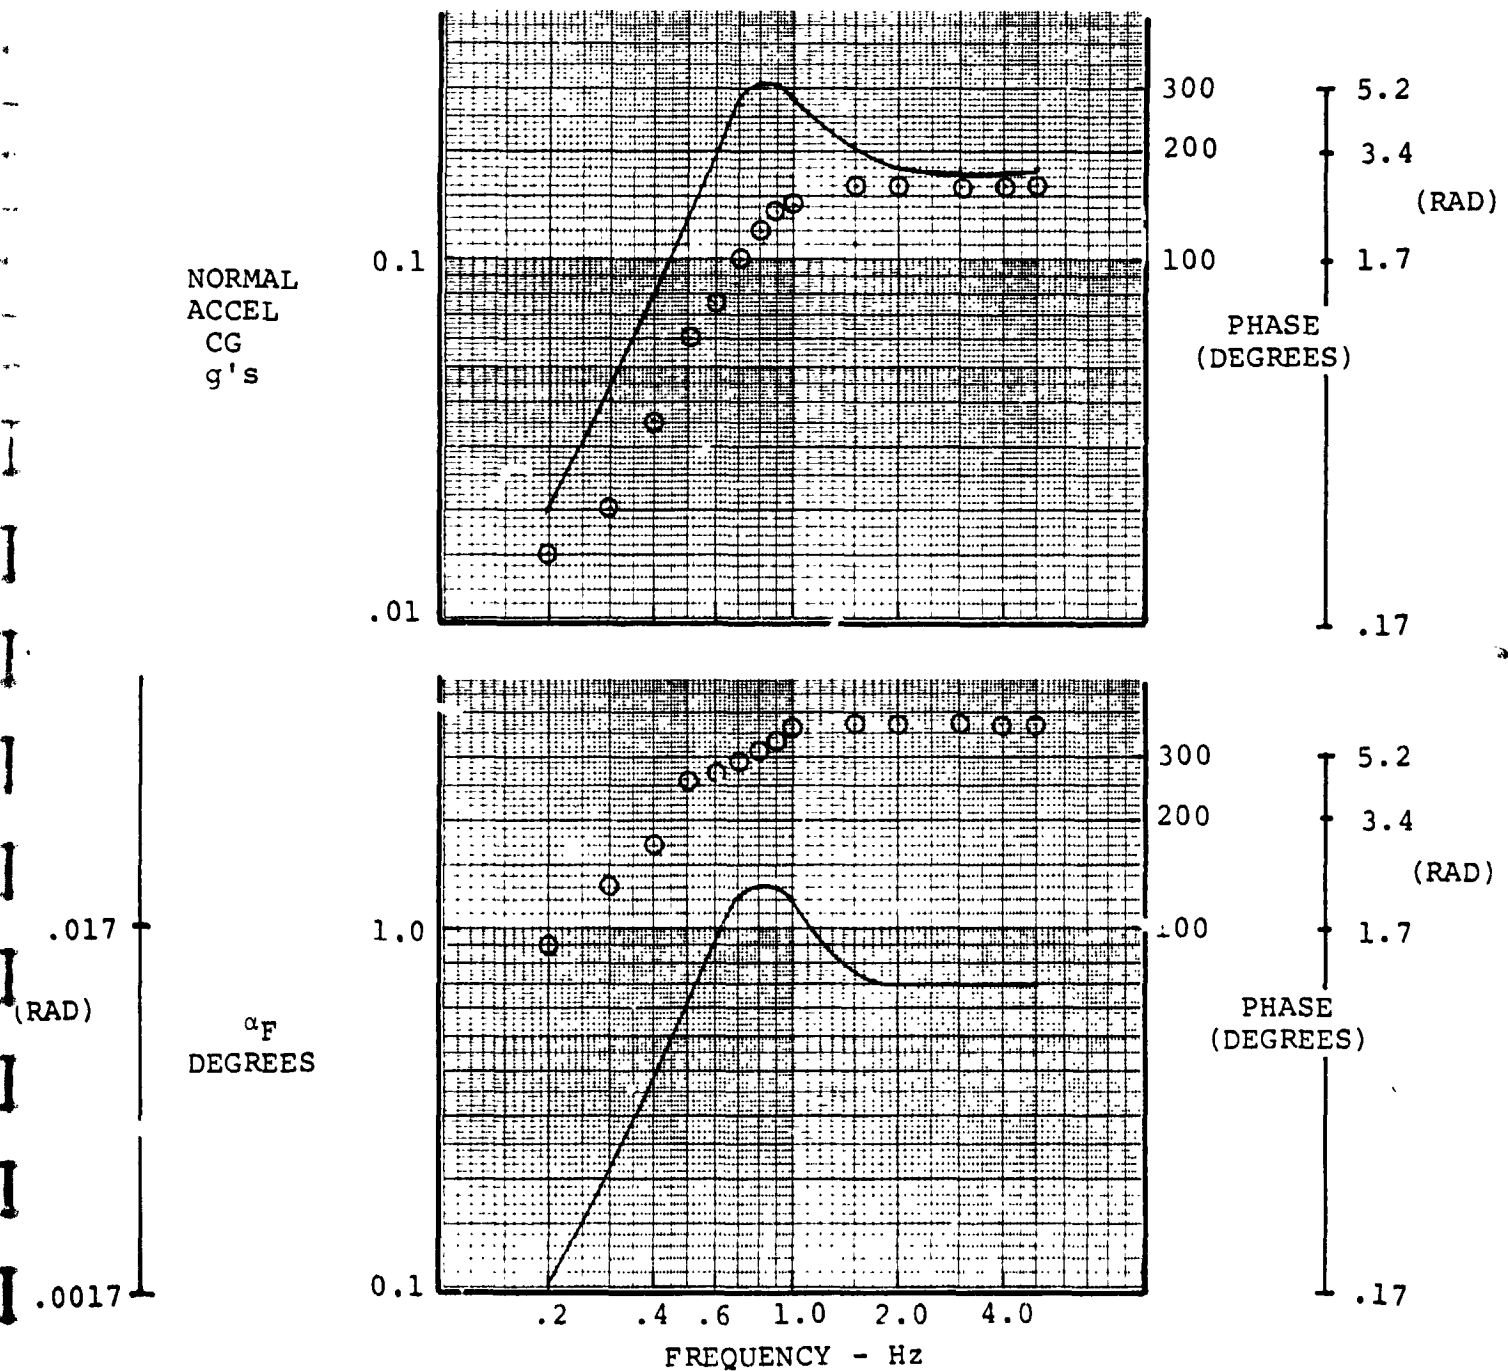 300
5.2
200
3.4
(RAD)
0.1
100
1.7
NORMAL
ACCEL
CG
g's
PHASE
(DEGREES)
.01
.17
300
5.2
200
3.4
(RAD)
.017
1.0
100
1.7
(RAD)
αF
DEGREES
PHASE
(DEGREES)
.0017
0.1
.17
.2 .4 .6 1.0 2.0 4.0
FREQUENCY - Hz